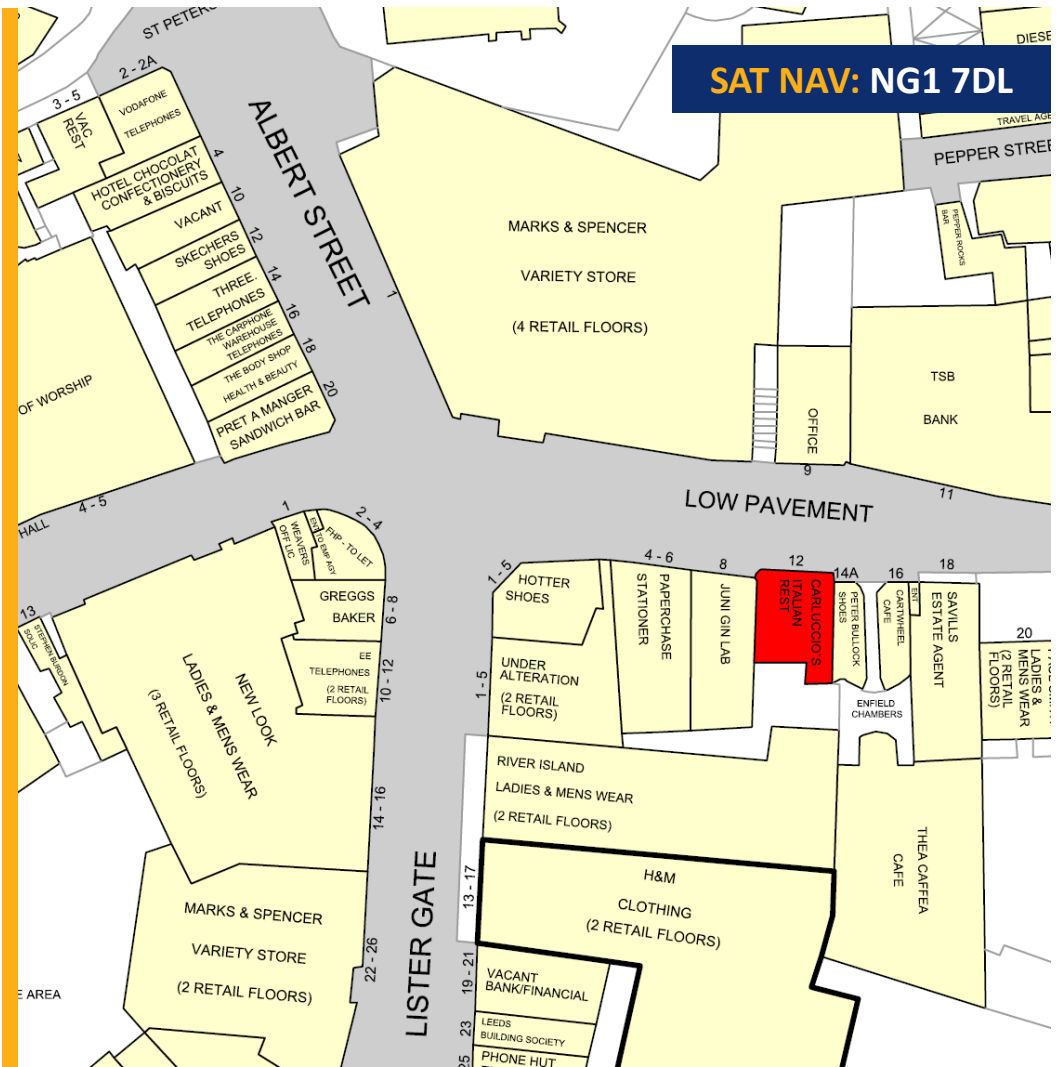 ST PETERS
DIESE
SAT NAV: NG1 7DL
TRAVEL AGE
PEPPER STREE
2 - 2A
3 - 5
VAC
REST
VODAFONE
TELEPHONES
ALBERT STREET
4
HOTEL CHOCOLAT
CONFECTIONERY
& BISCUITS
10
VACANT
12
SKECHERS
SHOES
14
THREE.
TELEPHONES
16
THE CARPHONE
WAREHOUSE
TELEPHONES
18
THE BODY SHOP
HEALTH & BEAUTY
20
PRET A MANGER
SANDWICH BAR
1
MARKS & SPENCER
VARIETY STORE
(4 RETAIL FLOORS)
PEPPER ROCKS
BAR
TSB
BANK
OFFICE
9
11
OF WORSHIP
4-5
HALL
LOW PAVEMENT
1
WEAVERS
OFF LIC
ENT TO EMP AGY
2-4
FHP - TO LET
GREGGS
BAKER
6 - 8
EE
TELEPHONES
(2 RETAIL
FLOORS)
10 - 12
13
STEPHEN BURDON
SOLIC
NEW LOOK
LADIES & MENS WEAR
(3 RETAIL FLOORS)
14 - 16
1 - 5
HOTTER
SHOES
4 - 6
PAPERCHASE
STATIONER
8
JUNI GIN LAB
12
CARLUCCIO'S
ITALIAN
REST
14A
PETER BULLOCK
SHOES
16
CARTWHEEL
CAFE
ENT
18
SAVILLS
ESTATE AGENT
20
LADIES &
MENS WEAR
(2 RETAIL
FLOORS)
ENFIELD
CHAMBERS
1 - 5
UNDER
ALTERATION
(2 RETAIL
FLOORS)
RIVER ISLAND
LADIES & MENS WEAR
(2 RETAIL FLOORS)
THEA CAFFEA
CAFE
13 - 17
H&M
CLOTHING
(2 RETAIL FLOORS)
LISTER GATE
MARKS & SPENCER
VARIETY STORE
(2 RETAIL FLOORS)
22 - 26
E AREA
19 - 21
VACANT
BANK/FINANCIAL
23
LEEDS
BUILDING SOCIETY
25
PHONE HUT